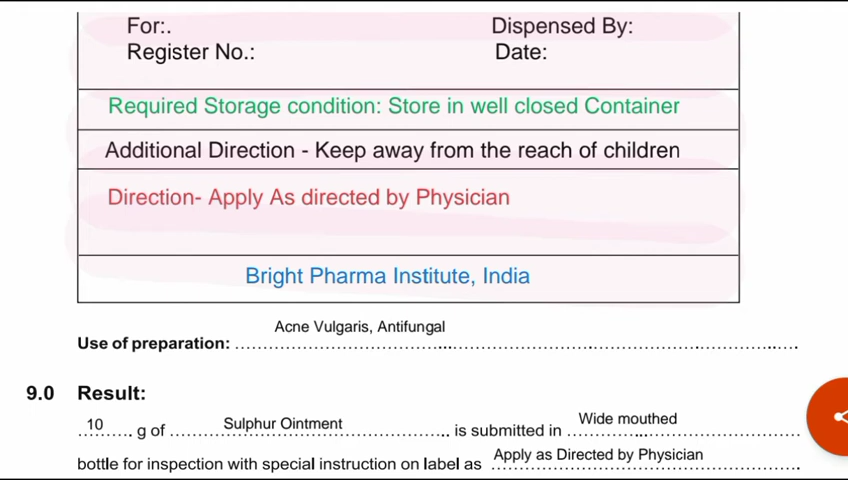 For:. Dispensed By:
Register No.: Date:
Required Storage condition: Store in well closed Container
Additional Direction - Keep away from the reach of children
Direction- Apply As directed by Physician
Bright Pharma Institute, India
Use of preparation: Acne Vulgaris, Antifungal
9.0 Result:
10 g of Sulphur Ointment is submitted in Wide mouthed
bottle for inspection with special instruction on label as Apply as Directed by Physician.